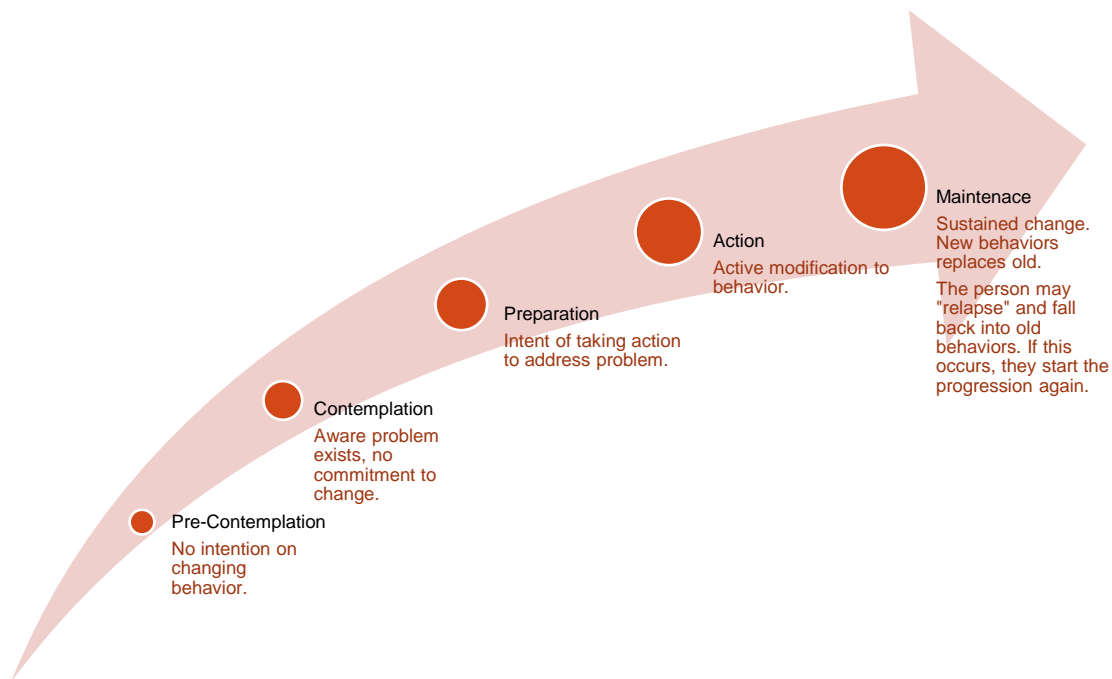 Pre-Contemplation
No intention on
changing
behavior.
Contemplation
Aware problem
exists, no
commitment to
change.
Preparation
Intent of taking action
to address problem.
Action
Active modification to
behavior.
Maintenace
Sustained change.
New behaviors
replaces old.
The person may
"relapse" and fall
back into old
behaviors. If this
occurs, they start the
progression again.